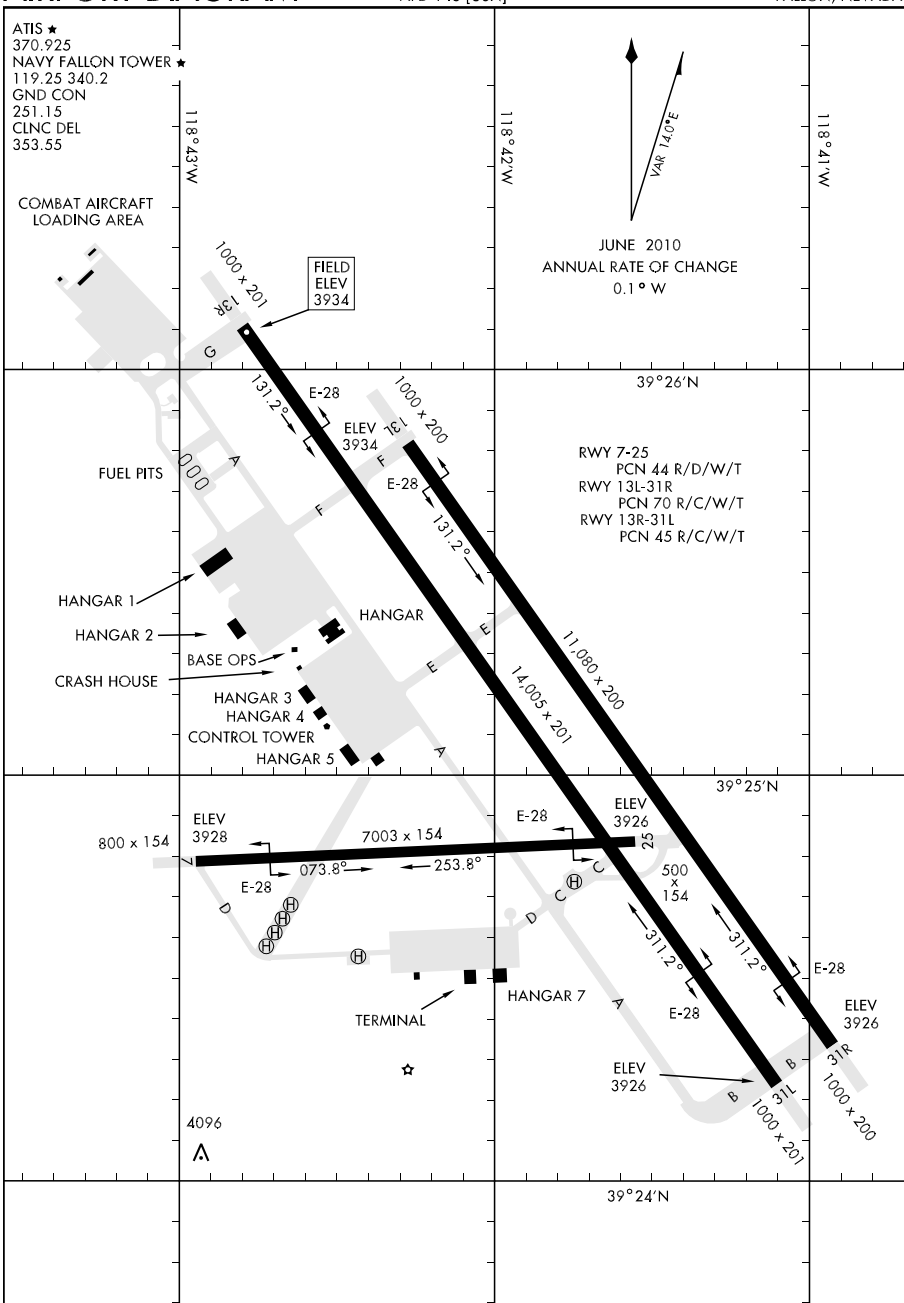 ATIS ★
370.925
NAVY FALLON TOWER ★
119.25 340.2
GND CON
251.15
CLNC DEL
353.55
118°43'W
118°42'W
118°41'W
VAR 14.0°E
JUNE 2010
ANNUAL RATE OF CHANGE
0.1° W
COMBAT AIRCRAFT
LOADING AREA
1000 x 201
13R
FIELD
ELEV
3934
G
39°26'N
131.2°
E-28
ELEV
3934
1000 x 200
13L
F
E-28
131.2°
RWY 7-25
PCN 44 R/D/W/T
RWY 13L-31R
PCN 70 R/C/W/T
RWY 13R-31L
PCN 45 R/C/W/T
FUEL PITS
A
F
HANGAR 1
HANGAR 2
HANGAR
BASE OPS
CRASH HOUSE
HANGAR 3
HANGAR 4
CONTROL TOWER
HANGAR 5
E
E
A
11,080 x 200
14,005 x 201
39°25'N
800 x 154
ELEV
3928
7
7003 x 154
E-28
073.8°
253.8°
E-28
ELEV
3926
25
500
x
154
D
H
H
H
H
H
H
C
C
D
311.2°
311.2°
E-28
E-28
ELEV
3926
TERMINAL
HANGAR 7
A
ELEV
3926
B
B
31L
31R
1000 x 201
1000 x 200
4096
39°24'N